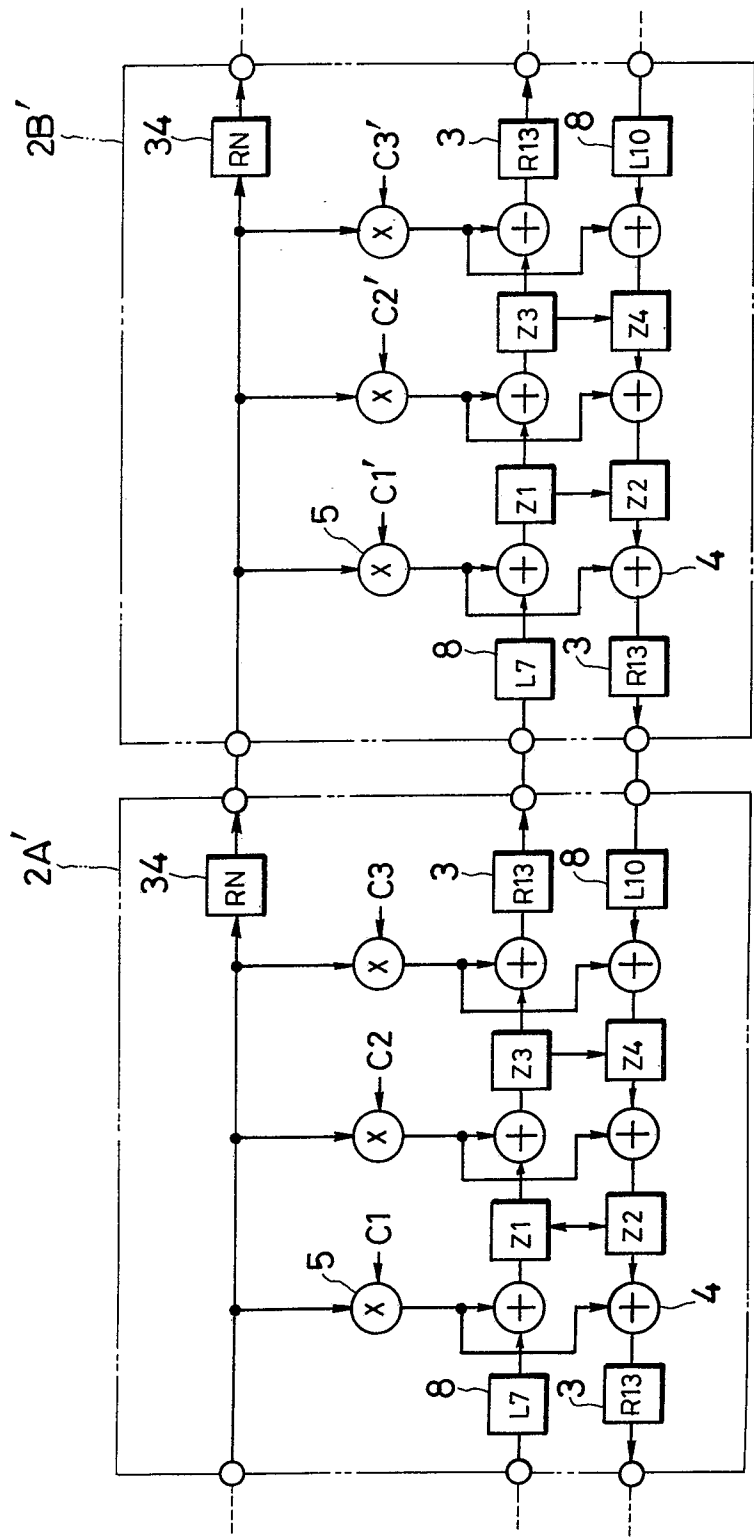 2A'
34
RN
C1
C2
C3
5
X
X
X
8
L7
+
Z1
+
Z3
+
3
R13
3
R13
+
4
Z2
+
Z4
+
8
L10
2B'
34
RN
C1'
C2'
C3'
5
X
X
X
8
L7
+
Z1
+
Z3
+
3
R13
3
R13
+
4
Z2
+
Z4
+
8
L10